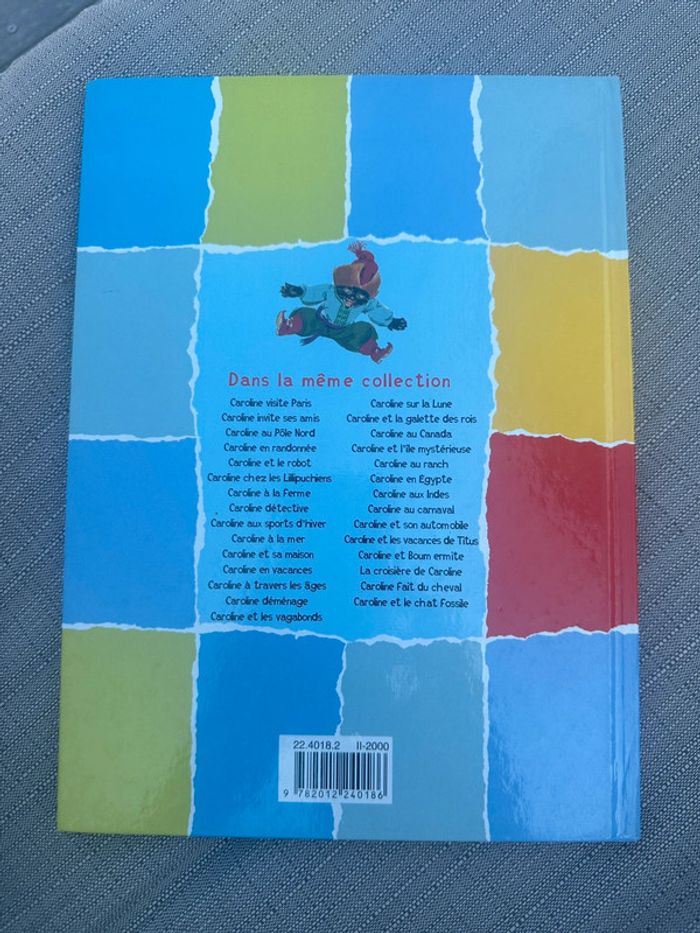 Dans la même collection
Caroline visite Paris
Caroline invite ses amis
Caroline au Pôle Nord
Caroline en randonnée
Caroline et le robot
Caroline chez les Lillipuchiens
Caroline à la ferme
Caroline détective
Caroline aux sports d'hiver
Caroline à la mer
Caroline et sa maison
Caroline en vacances
Caroline à travers les âges
Caroline déménage
Caroline et les vagabonds
Caroline sur la Lune
Caroline et la galette des rois
Caroline au Canada
Caroline et l'île mystérieuse
Caroline au ranch
Caroline en Egypte
Caroline aux Indes
Caroline au carnaval
Caroline et son automobile
Caroline et les vacances de Titus
Caroline et Boum ermite
La croisière de Caroline
Caroline fait du cheval
Caroline et le chat fossile
22.4018.2 II-2000
9 782012 240186